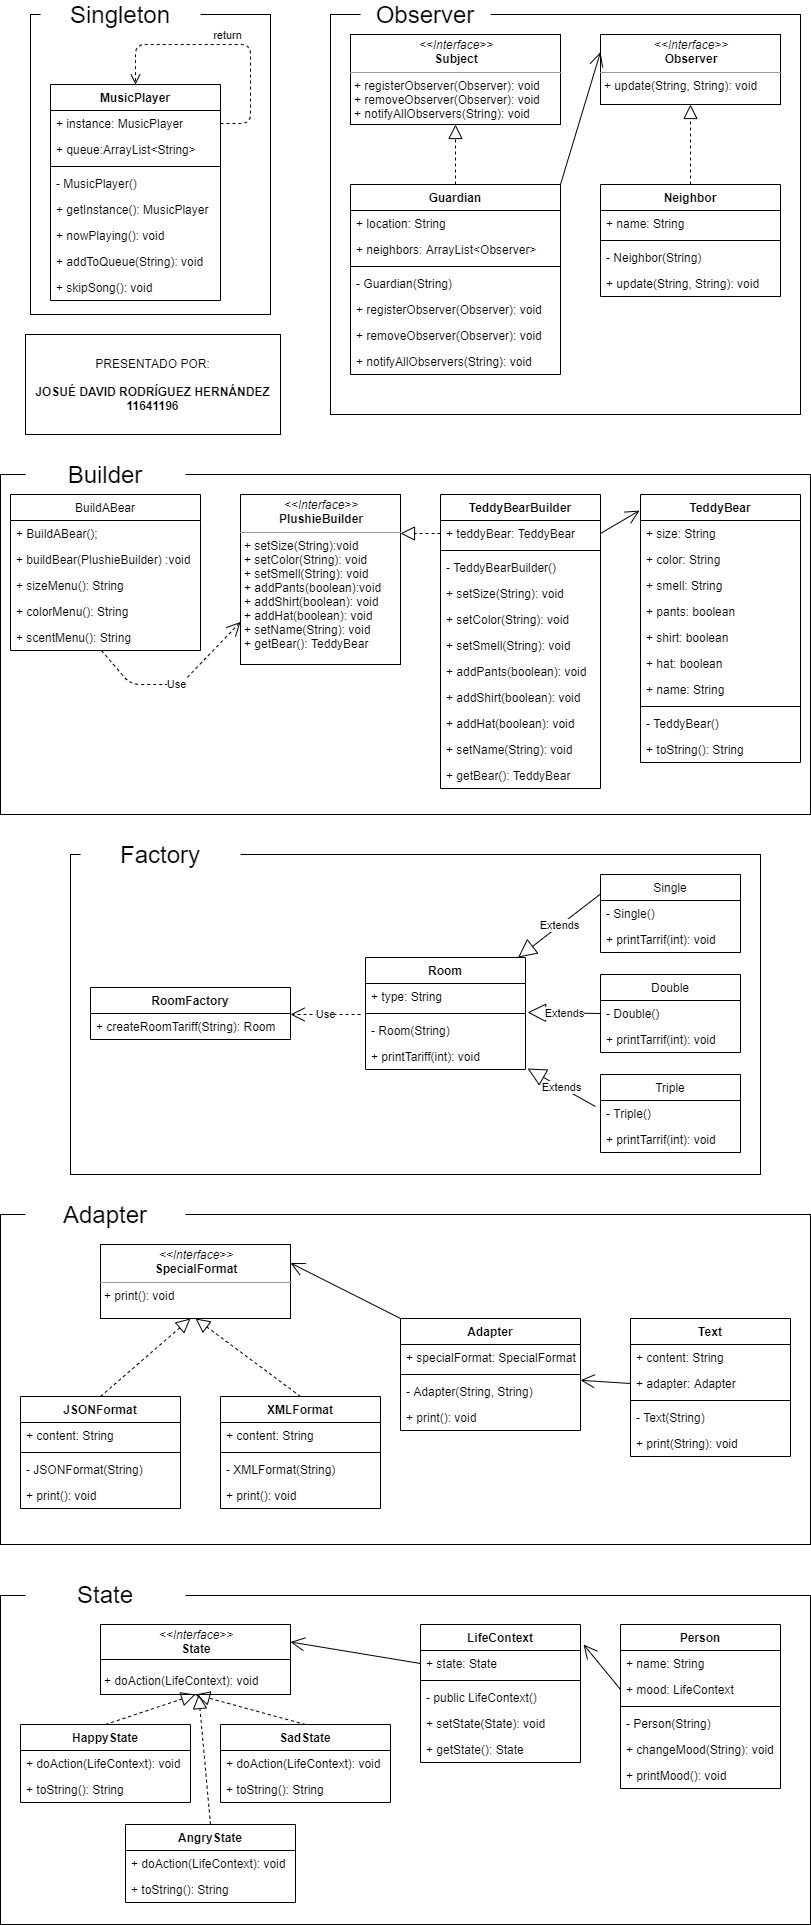 Singleton
return
MusicPlayer
+ instance: MusicPlayer
+ queue:ArrayList<String>
- MusicPlayer()
+ getInstance(): MusicPlayer
+ nowPlaying(): void
+ addToQueue(String): void
+ skipSong(): void
PRESENTADO POR:
JOSUÉ DAVID RODRÍGUEZ HERNÁNDEZ
11641196
Observer
<<Interface>>
Subject
+ registerObserver(Observer): void
+ removeObserver(Observer): void
+ notifyAllObservers(String): void
<<Interface>>
Observer
+ update(String, String): void
Guardian
+ location: String
+ neighbors: ArrayList<Observer>
- Guardian(String)
+ registerObserver(Observer): void
+ removeObserver(Observer): void
+ notifyAllObservers(String): void
Neighbor
+ name: String
- Neighbor(String)
+ update(String, String): void
Builder
BuildABear
+ BuildABear();
+ buildBear(PlushieBuilder) :void
+ sizeMenu(): String
+ colorMenu(): String
+ scentMenu(): String
Use
<<Interface>>
PlushieBuilder
+ setSize(String):void
+ setColor(String): void
+ setSmell(String): void
+ addPants(boolean):void
+ addShirt(boolean): void
+ addHat(boolean): void
+ setName(String): void
+ getBear(): TeddyBear
TeddyBearBuilder
+ teddyBear: TeddyBear
- TeddyBearBuilder()
+ setSize(String): void
+ setColor(String): void
+ setSmell(String): void
+ addPants(boolean): void
+ addShirt(boolean): void
+ addHat(boolean): void
+ setName(String): void
+ getBear(): TeddyBear
TeddyBear
+ size: String
+ color: String
+ smell: String
+ pants: boolean
+ shirt: boolean
+ hat: boolean
+ name: String
- TeddyBear()
+ toString(): String
Factory
RoomFactory
+ createRoomTariff(String): Room
Use
Room
+ type: String
- Room(String)
+ printTariff(int): void
Extends
Extends
Extends
Single
- Single()
+ printTarrif(int): void
Double
- Double()
+ printTarrif(int): void
Triple
- Triple()
+ printTarrif(int): void
Adapter
<<Interface>>
SpecialFormat
+ print(): void
JSONFormat
+ content: String
- JSONFormat(String)
+ print(): void
XMLFormat
+ content: String
- XMLFormat(String)
+ print(): void
Adapter
+ specialFormat: SpecialFormat
- Adapter(String, String)
+ print(): void
Text
+ content: String
+ adapter: Adapter
- Text(String)
+ print(String): void
State
<<Interface>>
State
+ doAction(LifeContext): void
HappyState
+ doAction(LifeContext): void
+ toString(): String
SadState
+ doAction(LifeContext): void
+ toString(): String
AngryState
+ doAction(LifeContext): void
+ toString(): String
LifeContext
+ state: State
- public LifeContext()
+ setState(State): void
+ getState(): State
Person
+ name: String
+ mood: LifeContext
- Person(String)
+ changeMood(String): void
+ printMood(): void